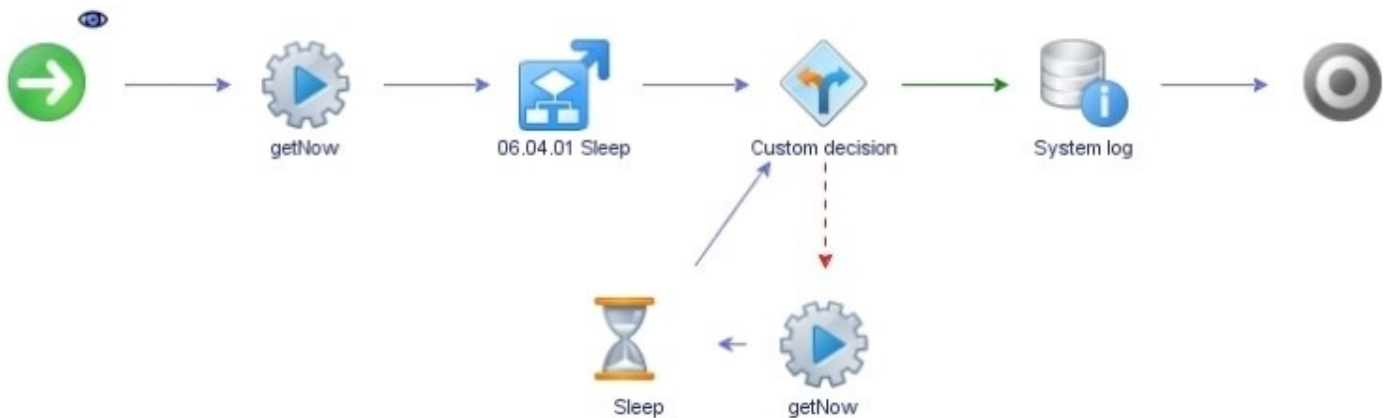 getNow
06.04.01 Sleep
Custom decision
System log
Sleep
getNow